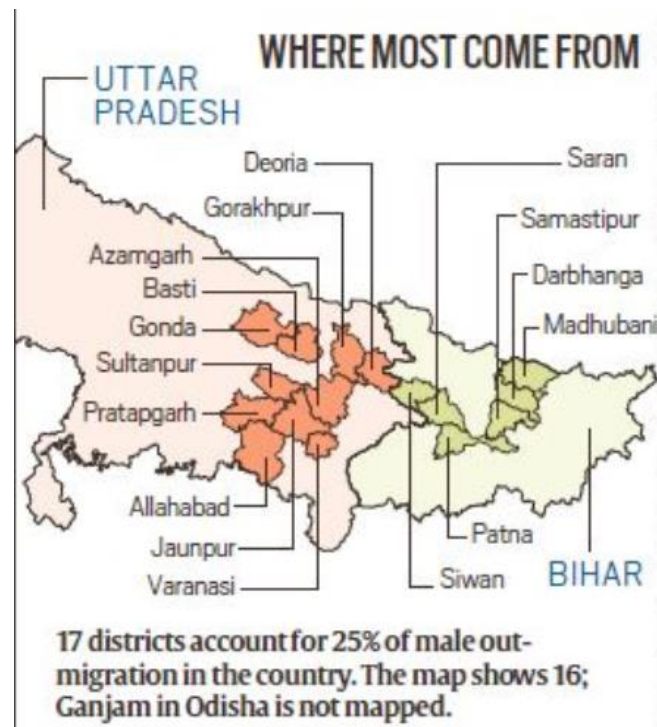 WHERE MOST COME FROM
UTTAR
PRADESH
Deoria
Saran
Gorakhpur
Samastipur
Azamgarh
Darbhanga
Basti
Gonda
Madhubani
Sultanpur
Pratapgarh
Allahabad
Jaunpur
Patna
Varanasi
Siwan
BIHAR
17 districts account for 25% of male out-
migration in the country. The map shows 16;
Ganjam in Odisha is not mapped.